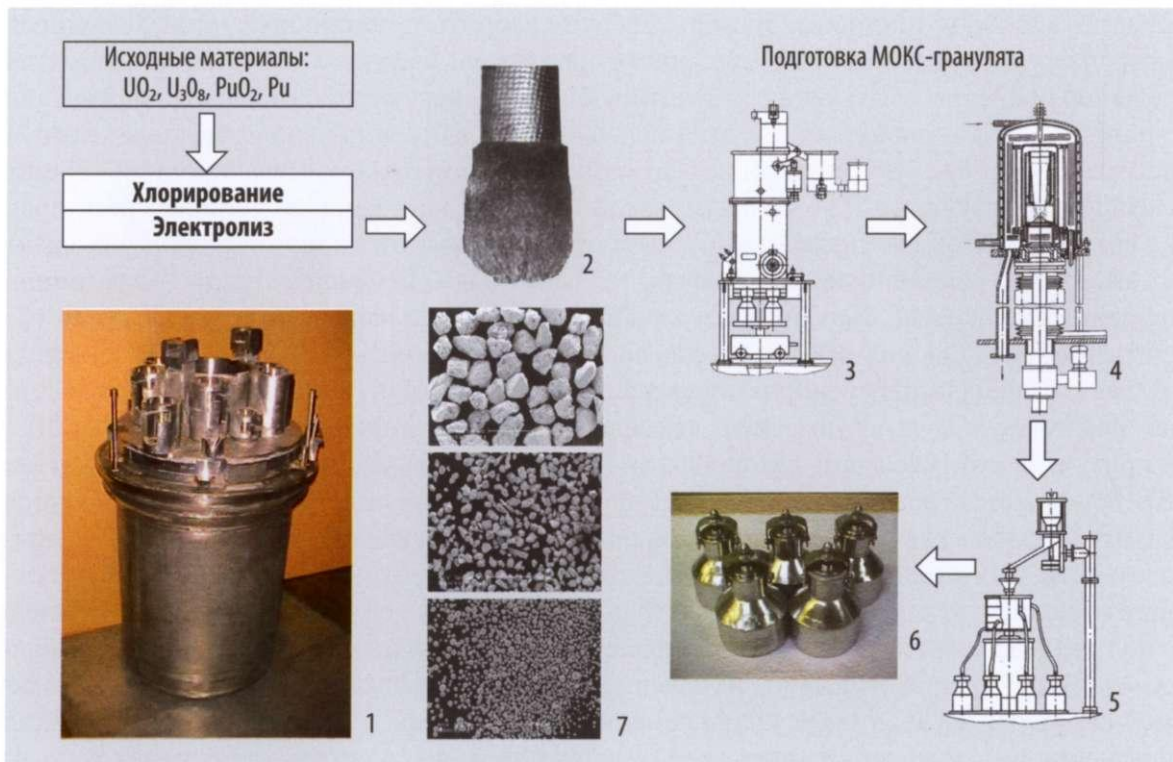 Исходные материалы:
UO₂, U₃O₈, PuO₂, Pu
Хлорирование
Электролиз
Подготовка МОКС-гранулята
2
3
4
1
7
6
5